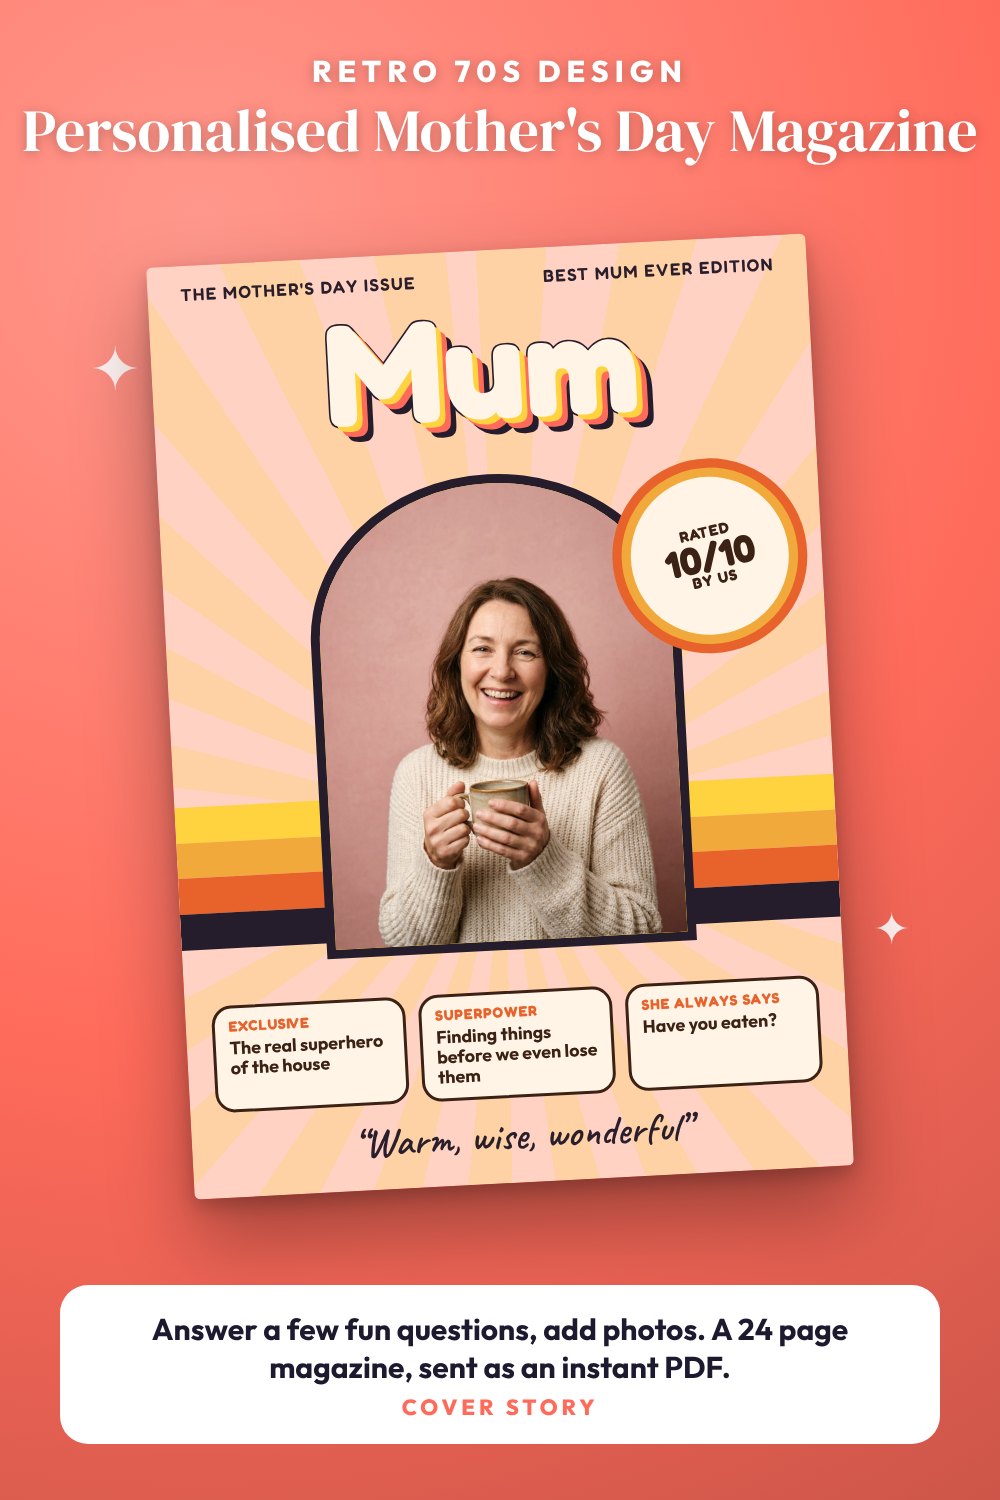 RETRO 70S DESIGN
Personalised Mother's Day Magazine
THE MOTHER'S DAY ISSUE
BEST MUM EVER EDITION
Mum
RATED
10/10
BY US
EXCLUSIVE
The real superhero
of the house
SUPERPOWER
Finding things
before we even lose
them
SHE ALWAYS SAYS
Have you eaten?
“Warm, wise, wonderful”
Answer a few fun questions, add photos. A 24 page
magazine, sent as an instant PDF.
COVER STORY